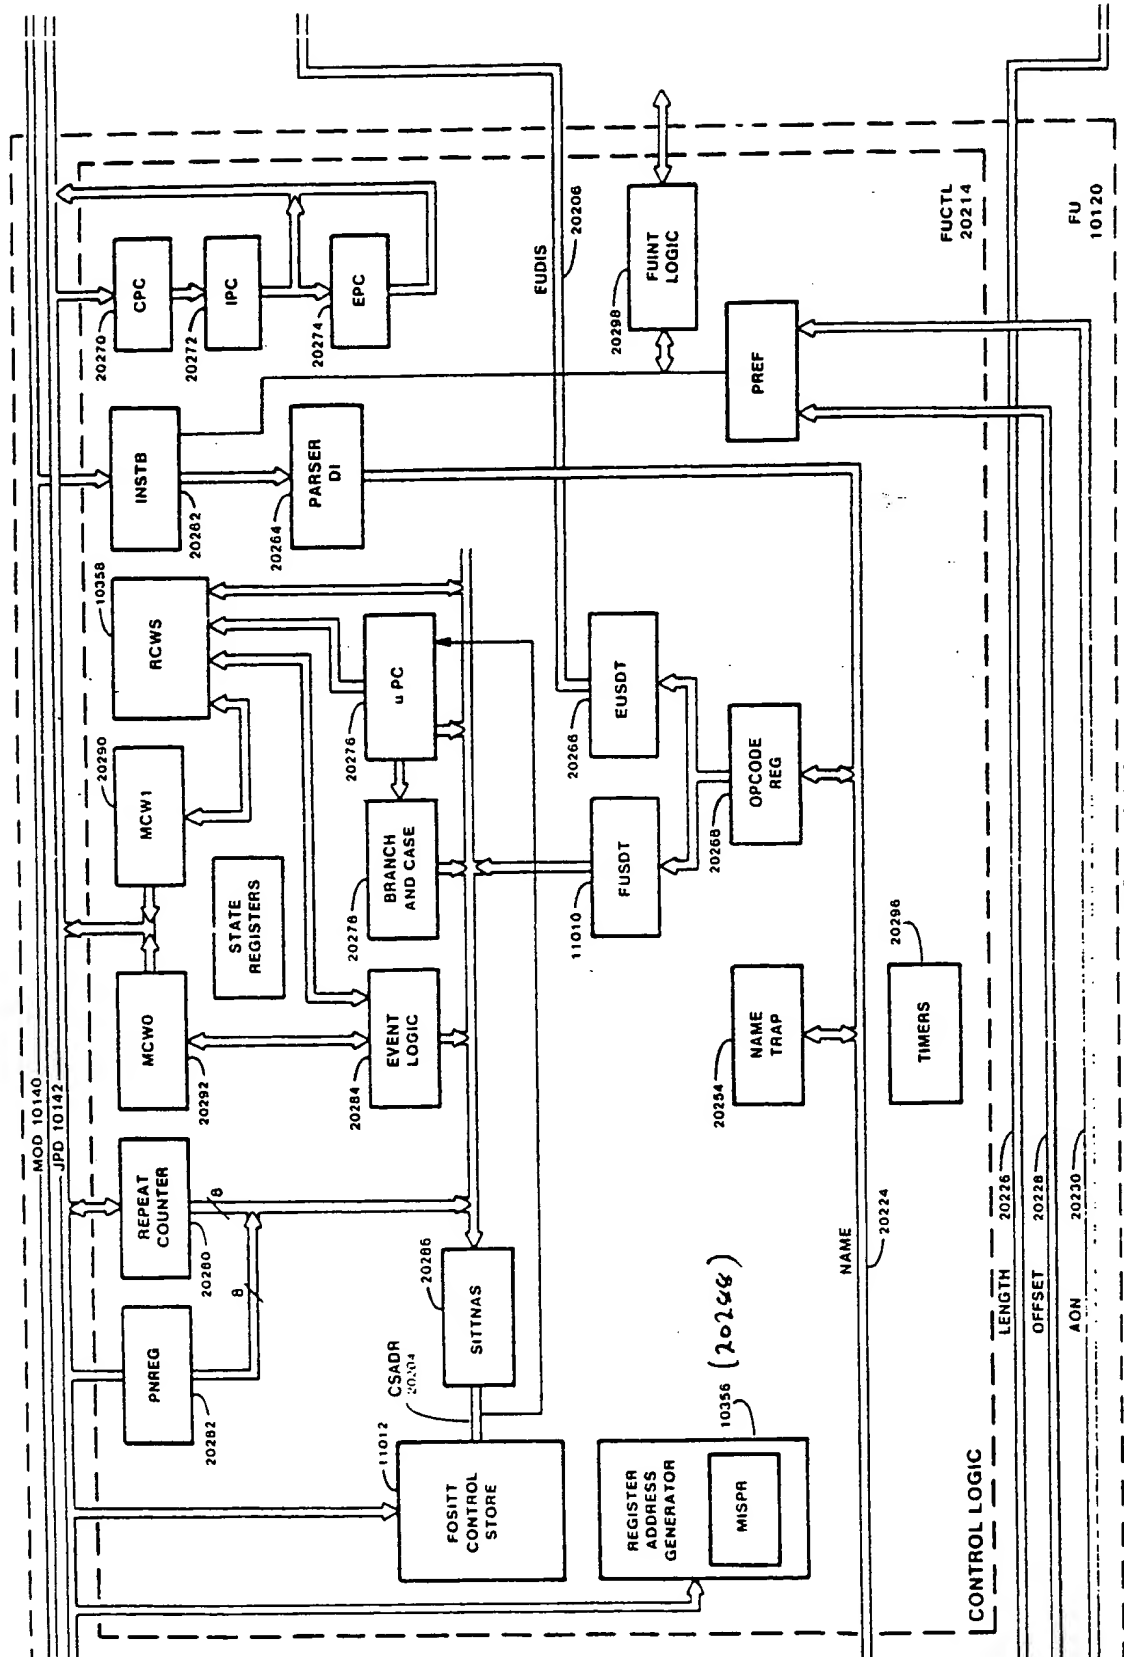 MOD 10140
JPD 10142
PNREG
20282
REPEAT
COUNTER
20280
8
8
MCW0
20292
MCW1
20290
STATE
REGISTERS
RCWS
10358
INSTB
20262
PARSER
DI
20264
CPC
20270
IPC
20272
EPC
20274
EVENT
LOGIC
20284
BRANCH
AND CASE
20278
u PC
20276
FOSITT
CONTROL
STORE
11012
CSADR
20204
SITTNAS
20286
FUSDT
11010
EUSDT
20266
EUDIS
20206
FUINT
LOGIC
20298
REGISTER
ADDRESS
GENERATOR
MISPR
10356
(20288)
NAME
TRAP
20254
OPCODE
REG
20268
PREF
NAME
20224
TIMERS
20296
CONTROL LOGIC
FUCTL
20214
LENGTH
20226
OFFSET
20228
AON
20230
FU
10120